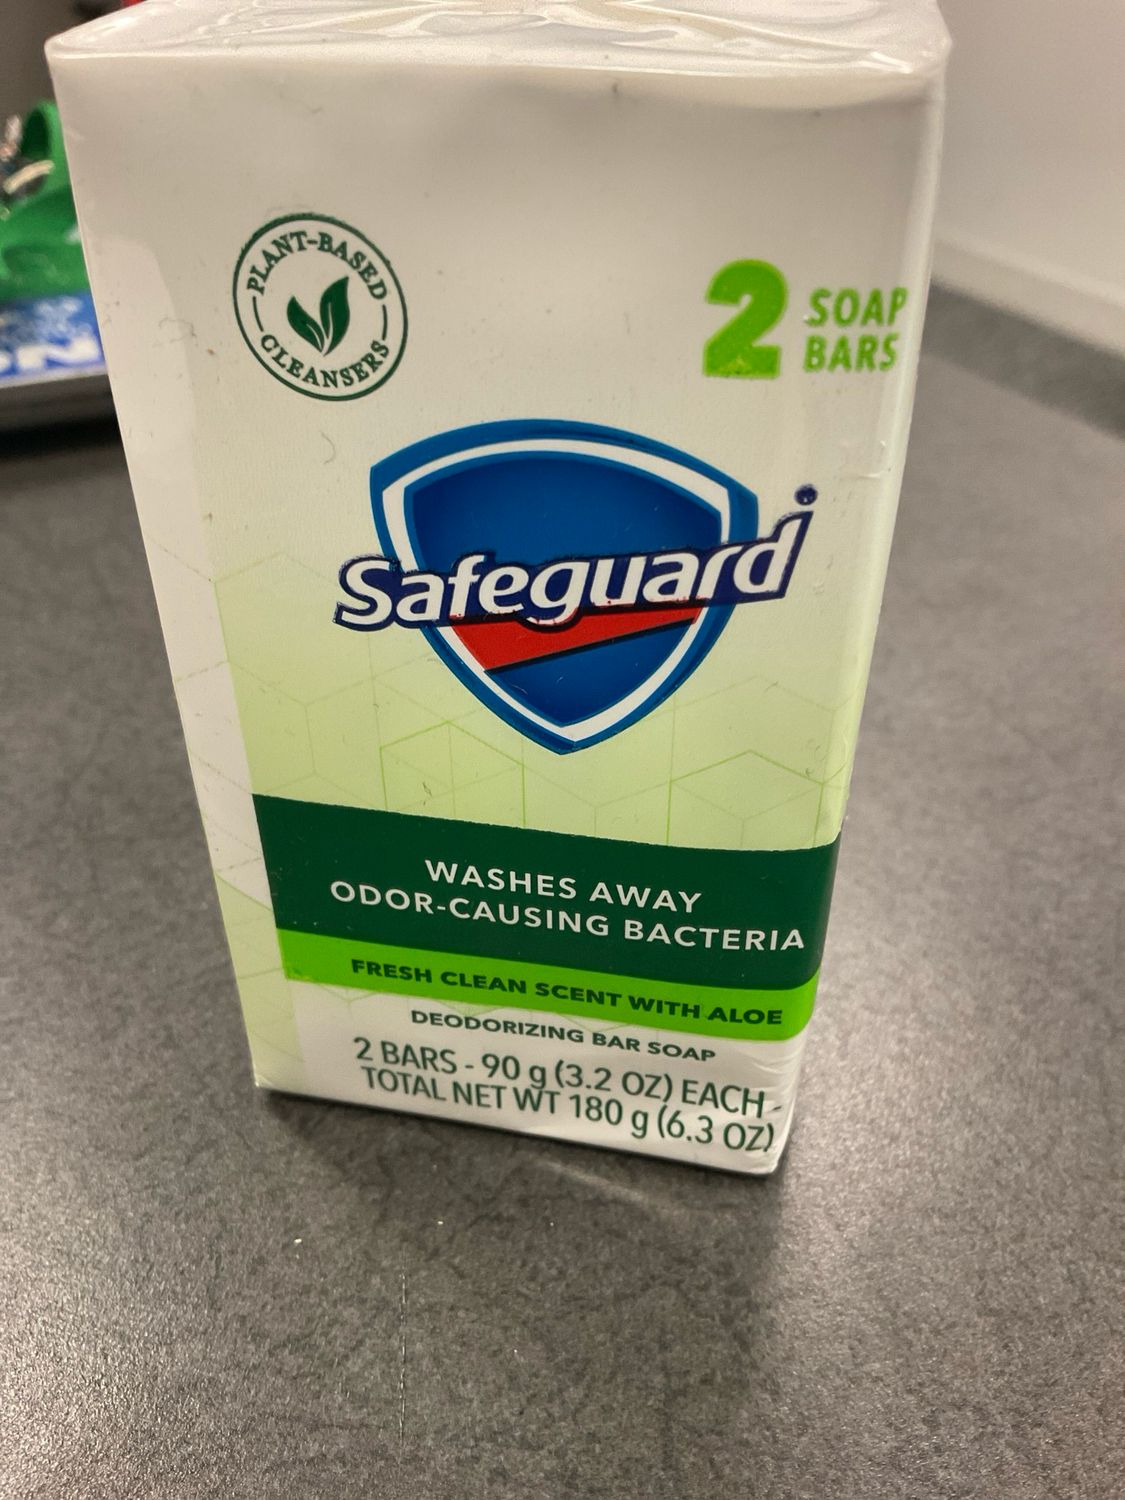 PLANT-BASED
CLEANSERS
2 SOAP
BARS
Safeguard
WASHES AWAY
ODOR-CAUSING BACTERIA
FRESH CLEAN SCENT WITH ALOE
DEODORIZING BAR SOAP
2 BARS - 90 g (3.2 OZ) EACH -
TOTAL NET WT 180 g (6.3 OZ)